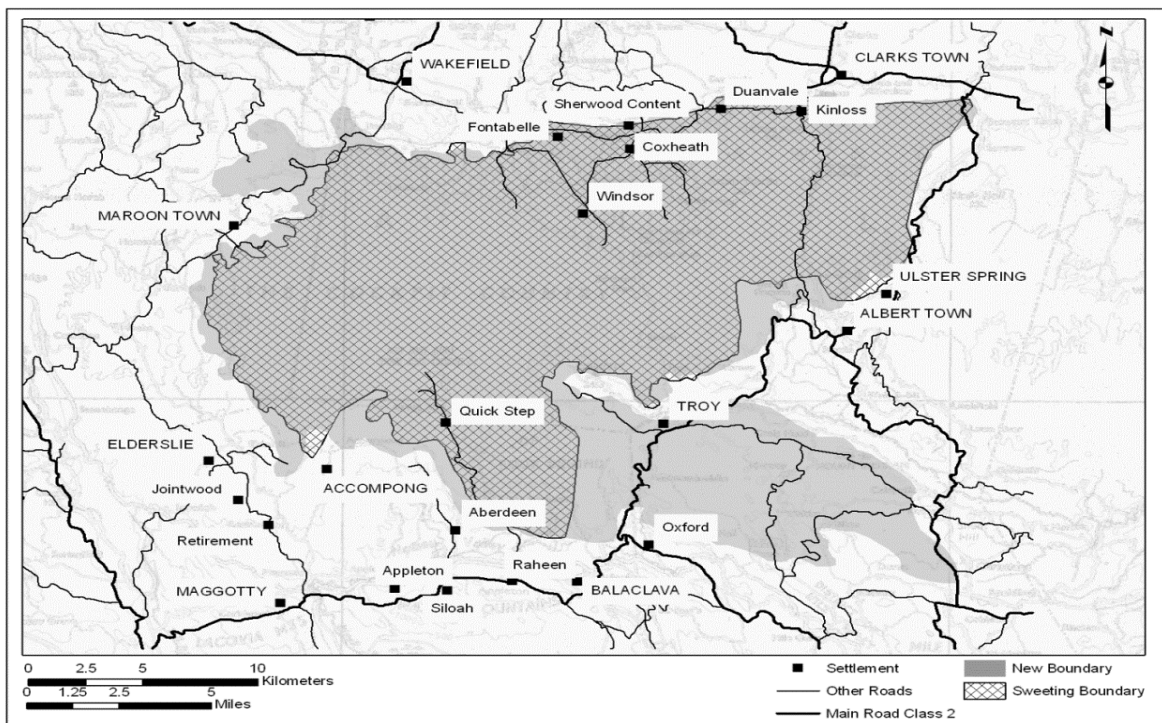 WAKEFIELD
CLARKS TOWN
Duanvale
Sherwood Content
Kinloss
Fontabelle
Coxheath
N
Windsor
MAROON TOWN
ULSTER SPRING
ALBERT TOWN
Quick Step
TROY
ELDERSLIE
ACCOMPONG
Jointwood
Aberdeen
Retirement
Oxford
Appleton
Raheen
MAGGOTTY
Siloah
BALACLAVA
0 2.5 5 10
Kilometers
0 1.25 2.5 5
Miles
Settlement
Other Roads
Main Road Class 2
New Boundary
Sweeting Boundary